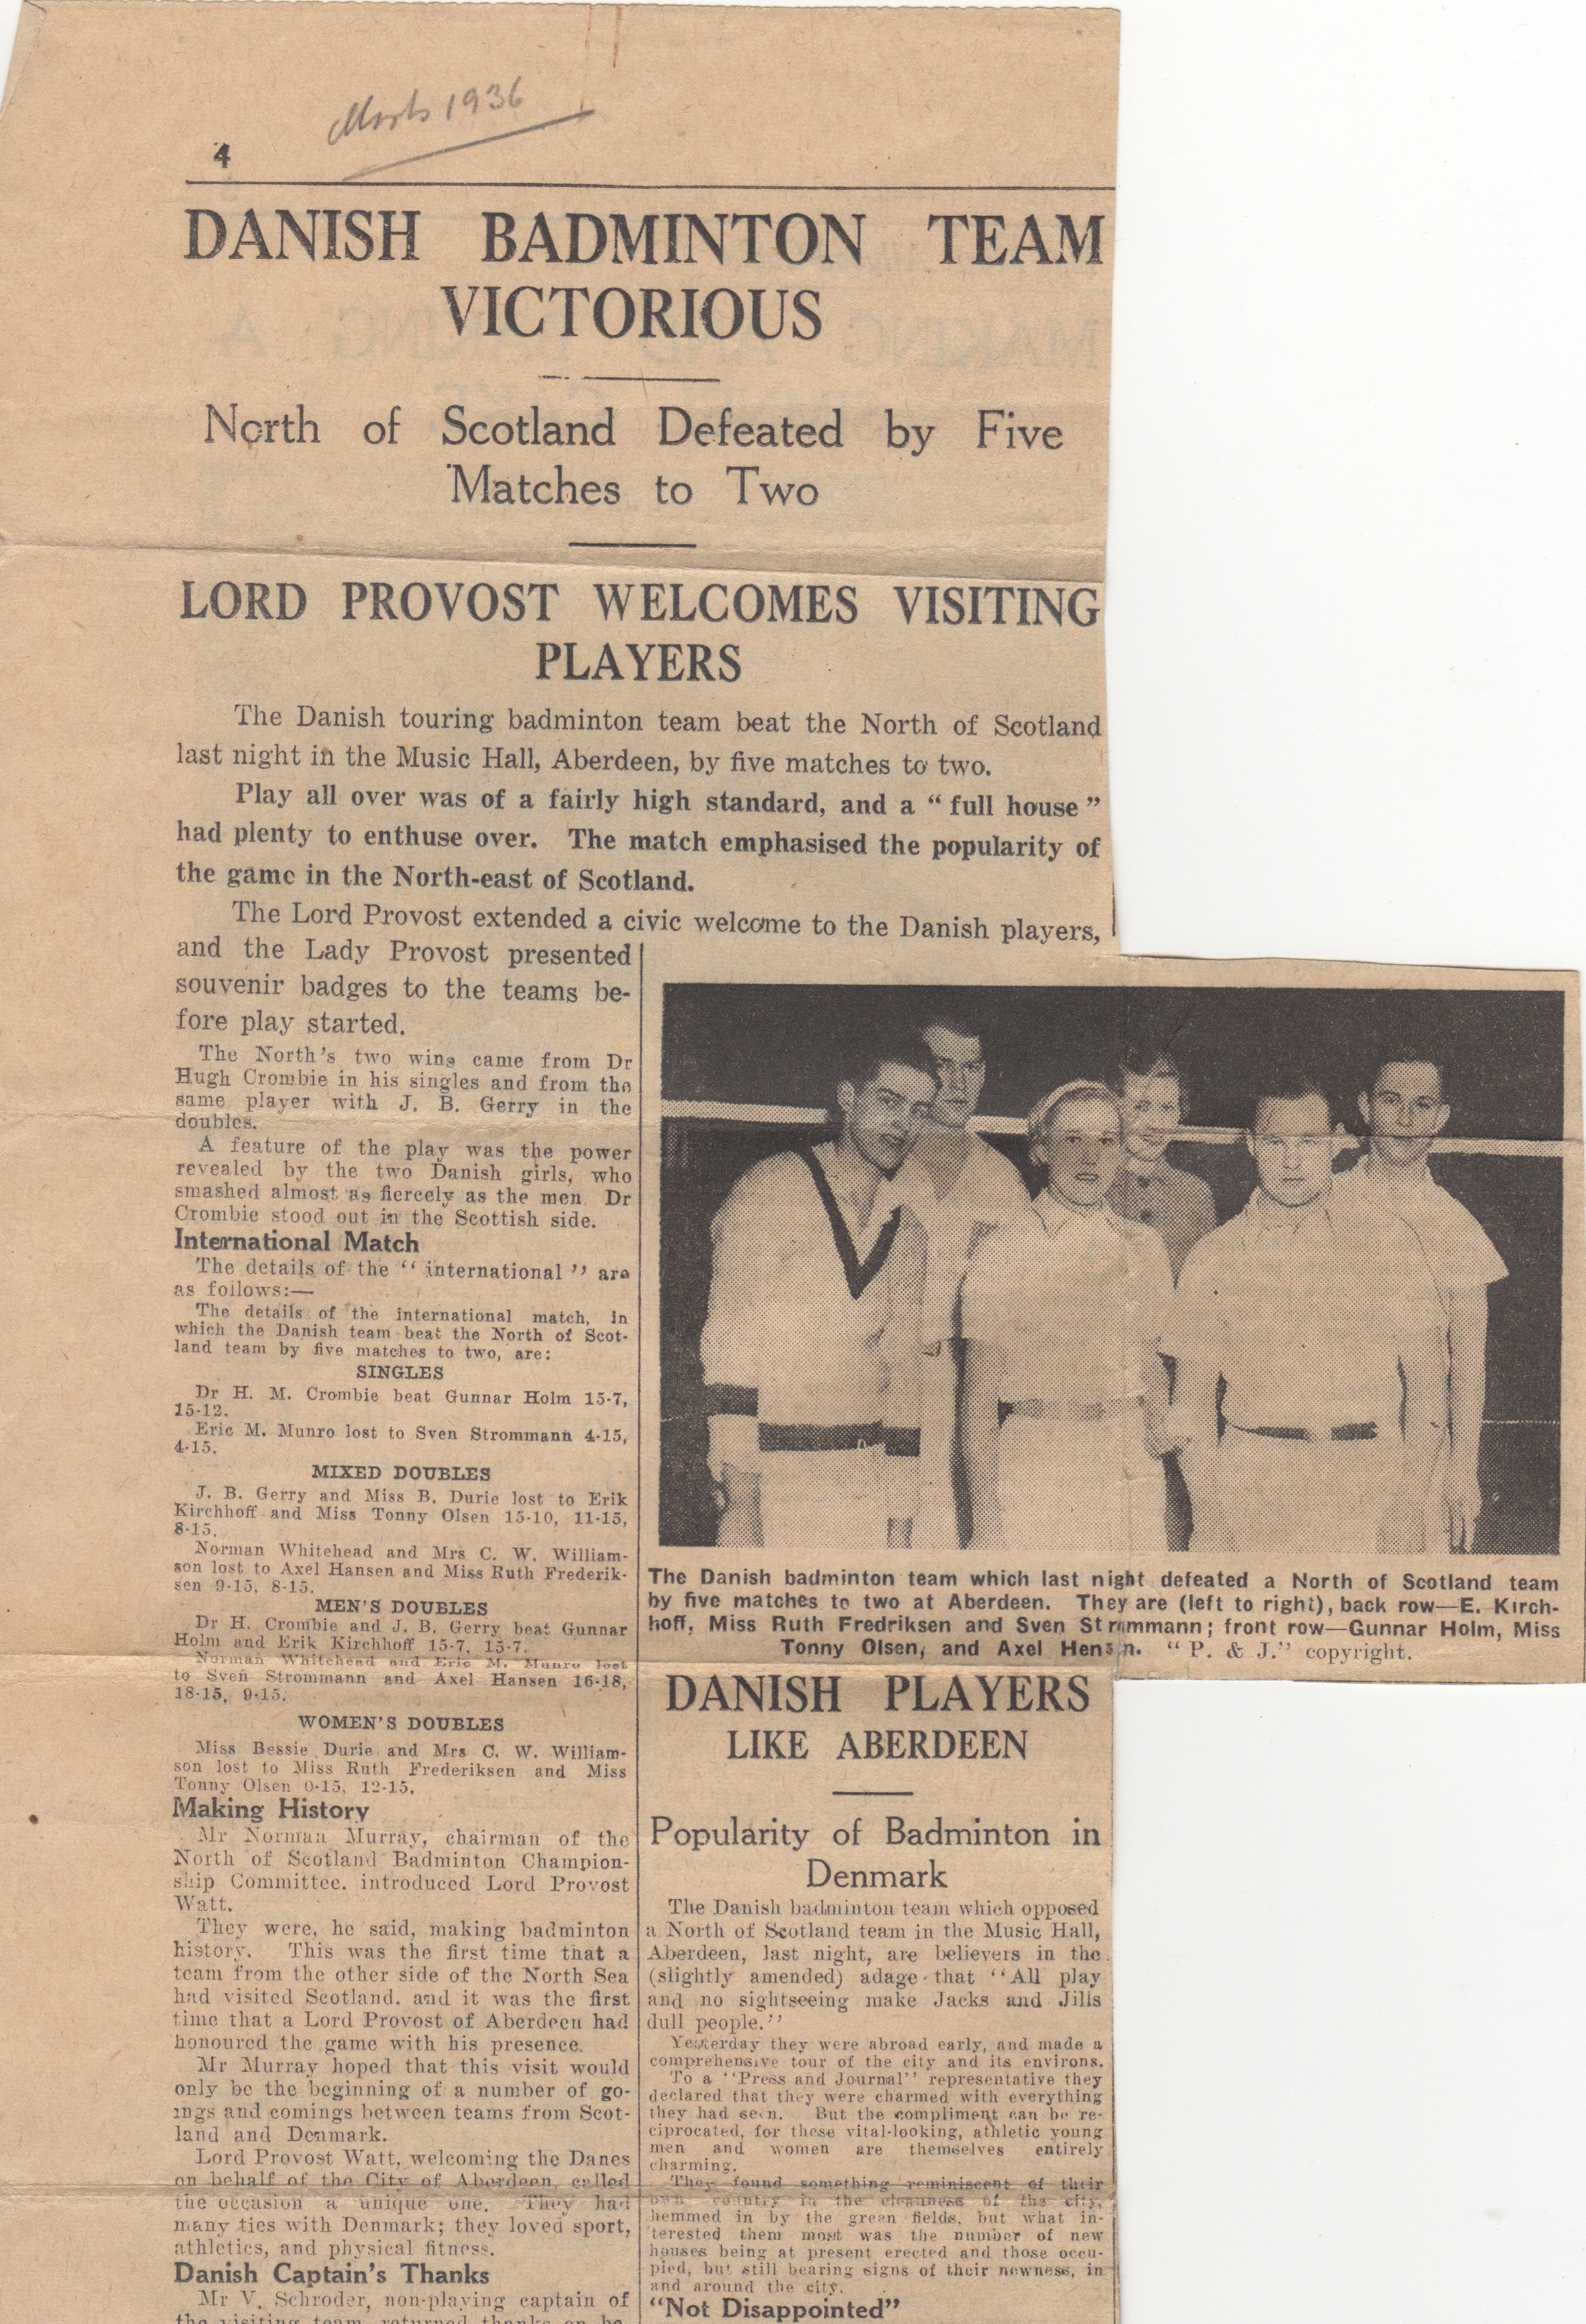 Marts 1936
4
DANISH BADMINTON TEAM
VICTORIOUS
North of Scotland Defeated by Five
Matches to Two
LORD PROVOST WELCOMES VISITING
PLAYERS
The Danish touring badminton team beat the North of Scotland
last night in the Music Hall, Aberdeen, by five matches to two.
Play all over was of a fairly high standard, and a “ full house ”
had plenty to enthuse over. The match emphasised the popularity of
the game in the North-east of Scotland.
The Lord Provost extended a civic welcome to the Danish players,
and the Lady Provost presented
souvenir badges to the teams be-
fore play started.
The North's two wins came from Dr
Hugh Crombie in his singles and from the
same player with J. B. Gerry in the
doubles.
A feature of the play was the power
revealed by the two Danish girls, who
smashed almost as fiercely as the men. Dr
Crombie stood out in the Scottish side.
International Match
The details of the “ international ” are
as follows:—
The details of the international match, in
which the Danish team beat the North of Scot-
land team by five matches to two, are:
SINGLES
Dr H. M. Crombie beat Gunnar Holm 15-7,
15-12.
Eric M. Munro lost to Sven Strommann 4-15,
4-15.
MIXED DOUBLES
J. B. Gerry and Miss B. Durie lost to Erik
Kirchhoff and Miss Tonny Olsen 15-10, 11-15,
8-15.
Norman Whitehead and Mrs C. W. William-
son lost to Axel Hansen and Miss Ruth Frederik-
sen 9-15, 8-15.
MEN'S DOUBLES
Dr H. Crombie and J. B. Gerry beat Gunnar
Holm and Erik Kirchhoff 15-7, 15-7.
Norman Whitehead and Eric M. Munro lost
to Sven Strommann and Axel Hansen 16-18,
18-15, 9-15.
WOMEN'S DOUBLES
Miss Bessie Durie and Mrs C. W. William-
son lost to Miss Ruth Frederiksen and Miss
Tonny Olsen 0-15, 12-15.
Making History
Mr Norman Murray, chairman of the
North of Scotland Badminton Champion-
ship Committee, introduced Lord Provost
Watt.
They were, he said, making badminton
history. This was the first time that a
team from the other side of the North Sea
had visited Scotland, and it was the first
time that a Lord Provost of Aberdeen had
honoured the game with his presence.
Mr Murray hoped that this visit would
only be the beginning of a number of go-
ings and comings between teams from Scot-
land and Denmark.
Lord Provost Watt, welcoming the Danes
on behalf of the City of Aberdeen, called
the occasion a unique one. They had
many ties with Denmark; they loved sport,
athletics, and physical fitness.
Danish Captain's Thanks
Mr V. Schroder, non-playing captain of
the visiting team, returned thanks on be-
The Danish badminton team which last night defeated a North of Scotland team
by five matches to two at Aberdeen. They are (left to right), back row—E. Kirch-
hoff, Miss Ruth Fredriksen and Sven Strommann; front row—Gunnar Holm, Miss
Tonny Olsen, and Axel Hensen. “ P. & J.” copyright.
DANISH PLAYERS
LIKE ABERDEEN
Popularity of Badminton in
Denmark
The Danish badminton team which opposed
a North of Scotland team in the Music Hall,
Aberdeen, last night, are believers in the
(slightly amended) adage that “All play
and no sightseeing make Jacks and Jills
dull people.”
Yesterday they were abroad early, and made a
comprehensive tour of the city and its environs.
To a “Press and Journal” representative they
declared that they were charmed with everything
they had seen. But the compliment can be re-
ciprocated, for these vital-looking, athletic young
men and women are themselves entirely
charming.
They found something reminiscent of their
own country in the cleanness of the city,
hemmed in by the green fields, but what in-
terested them most was the number of new
houses being at present erected and those occu-
pied, but still bearing signs of their newness, in
and around the city.
“Not Disappointed”